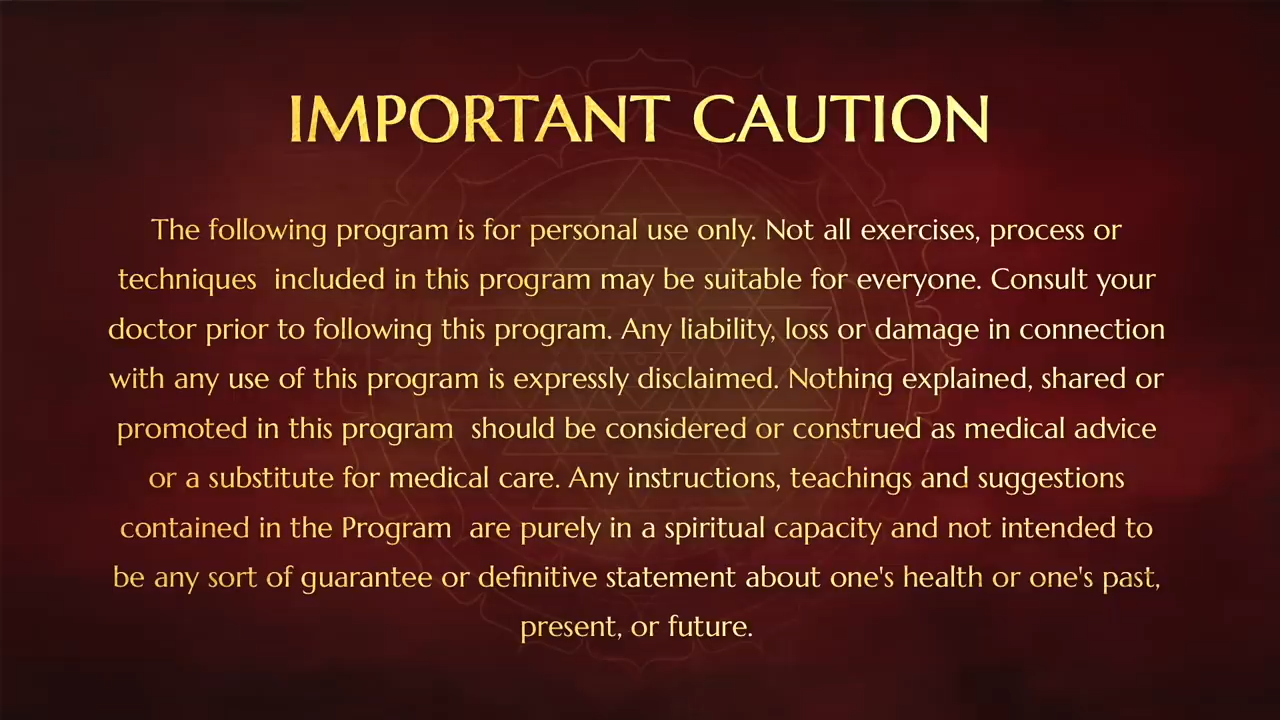 IMPORTANT CAUTION
The following program is for personal use only. Not all exercises, process or
techniques  included in this program may be suitable for everyone. Consult your
doctor prior to following this program. Any liability, loss or damage in connection
with any use of this program is expressly disclaimed. Nothing explained, shared or
promoted in this program  should be considered or construed as medical advice
or a substitute for medical care. Any instructions, teachings and suggestions
contained in the Program  are purely in a spiritual capacity and not intended to
be any sort of guarantee or definitive statement about one's health or one's past,
present, or future.